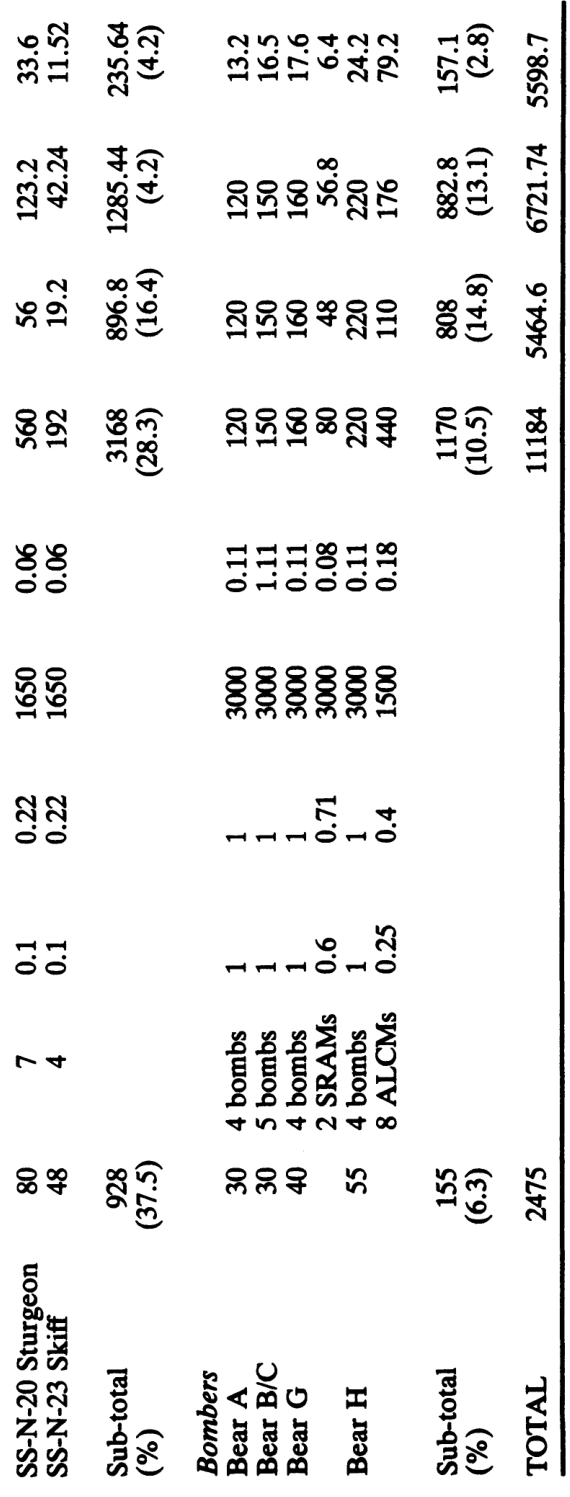 SS-N-20 Sturgeon 80 7 0.1 0.22 1650 0.06 560 56 123.2 33.6
SS-N-23 Skiff 48 4 0.1 0.22 1650 0.06 192 19.2 42.24 11.52
Sub-total 928 3168 896.8 1285.44 235.64
(%) (37.5) (28.3) (16.4) (4.2) (4.2)
Bombers
Bear A 30 4 bombs 1 1 3000 0.11 120 120 120 13.2
Bear B/C 30 5 bombs 1 1 3000 1.11 150 150 150 16.5
Bear G 40 4 bombs 1 1 3000 0.11 160 160 160 17.6
2 SRAMs 0.6 0.71 3000 0.08 80 48 56.8 6.4
Bear H 55 4 bombs 1 1 3000 0.11 220 220 220 24.2
8 ALCMs 0.25 0.4 1500 0.18 440 110 176 79.2
Sub-total 155 1170 808 882.8 157.1
(%) (6.3) (10.5) (14.8) (13.1) (2.8)
TOTAL 2475 11184 5464.6 6721.74 5598.7